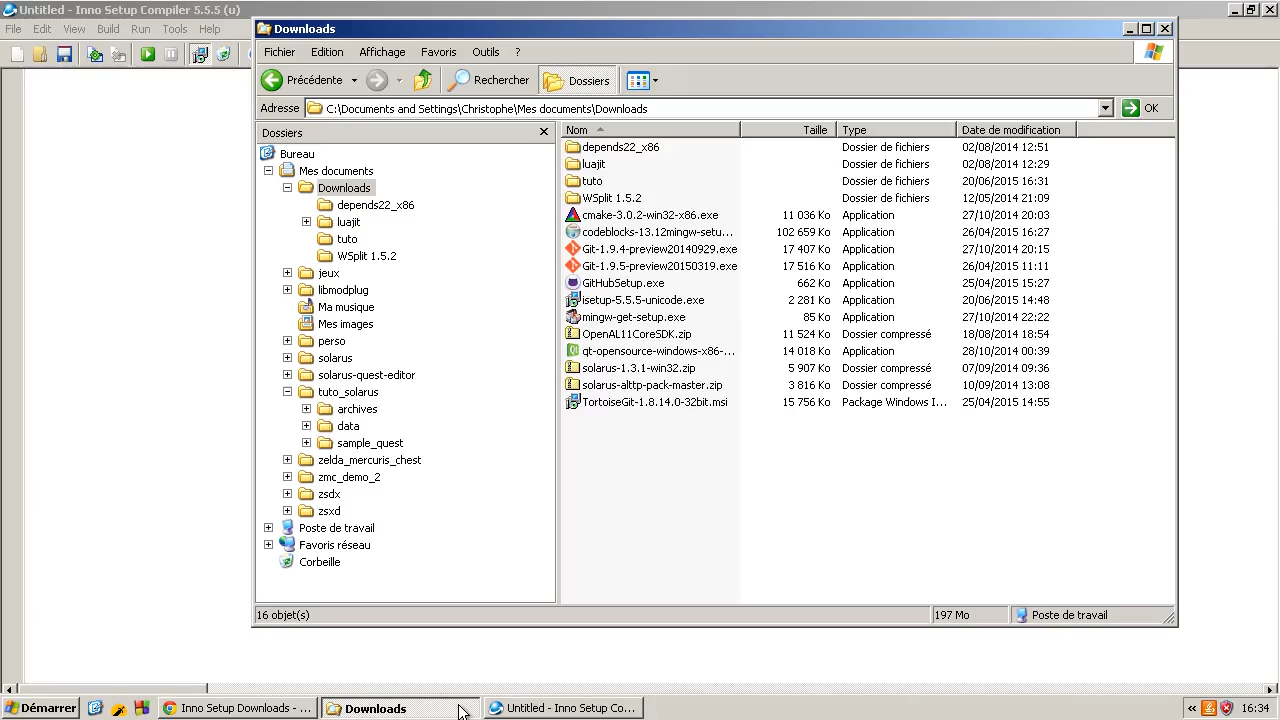 Untitled - Inno Setup Compiler 5.5.5 (u)
File Edit View Build Run Tools Help
Downloads
Fichier Edition Affichage Favoris Outils ?
Précédente Rechercher Dossiers
Adresse C:\Documents and Settings\Christophe\Mes documents\Downloads OK
Dossiers
Bureau
Mes documents
Downloads
depends22_x86
luajit
tuto
WSplit 1.5.2
jeux
libmodplug
Ma musique
Mes images
perso
solarus
solarus-quest-editor
tuto_solarus
archives
data
sample_quest
zelda_mercuris_chest
zmc_demo_2
zsdx
zsxd
Poste de travail
Favoris réseau
Corbeille
Nom Taille Type Date de modification
depends22_x86 Dossier de fichiers 02/08/2014 12:51
luajit Dossier de fichiers 02/08/2014 12:29
tuto Dossier de fichiers 20/06/2015 16:31
WSplit 1.5.2 Dossier de fichiers 12/05/2014 21:09
cmake-3.0.2-win32-x86.exe 11 036 Ko Application 27/10/2014 20:03
codeblocks-13.12mingw-setu... 102 659 Ko Application 26/04/2015 16:27
Git-1.9.4-preview20140929.exe 17 407 Ko Application 27/10/2014 20:15
Git-1.9.5-preview20150319.exe 17 516 Ko Application 26/04/2015 11:11
GitHubSetup.exe 662 Ko Application 25/04/2015 15:27
isetup-5.5.5-unicode.exe 2 281 Ko Application 20/06/2015 14:48
mingw-get-setup.exe 85 Ko Application 27/10/2014 22:22
OpenAL11CoreSDK.zip 11 524 Ko Dossier compressé 18/08/2014 18:54
qt-opensource-windows-x86-... 14 018 Ko Application 28/10/2014 00:39
solarus-1.3.1-win32.zip 5 907 Ko Dossier compressé 07/09/2014 09:36
solarus-alttp-pack-master.zip 3 816 Ko Dossier compressé 10/09/2014 13:08
TortoiseGit-1.8.14.0-32bit.msi 15 756 Ko Package Windows I... 25/04/2015 14:55
16 objet(s) 197 Mo Poste de travail
Démarrer Inno Setup Downloads - ... Downloads Untitled - Inno Setup Co... 16:34